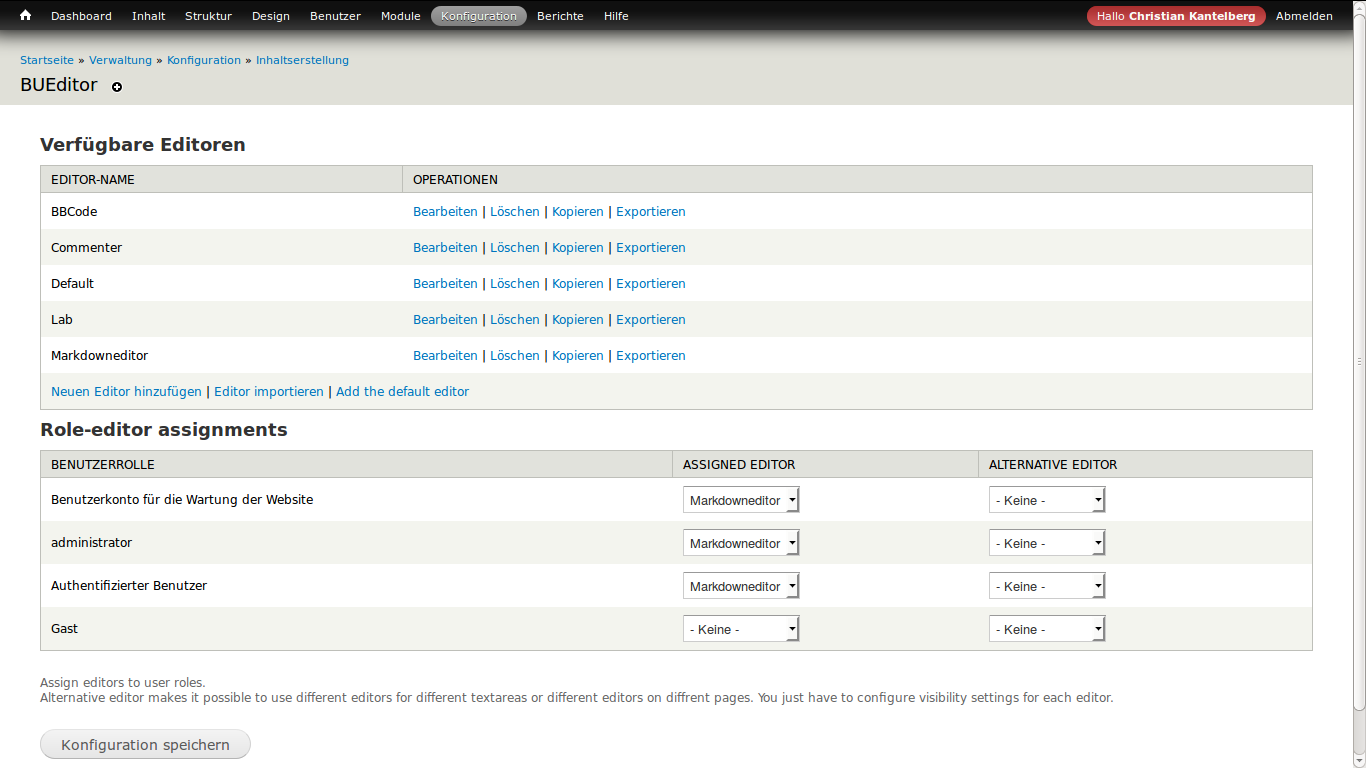 Dashboard Inhalt Struktur Design Benutzer Module Konfiguration Berichte Hilfe Hallo Christian Kantelberg Abmelden
Startseite » Verwaltung » Konfiguration » Inhaltserstellung
BUEditor
Verfügbare Editoren
EDITOR-NAME OPERATIONEN
BBCode Bearbeiten | Löschen | Kopieren | Exportieren
Commenter Bearbeiten | Löschen | Kopieren | Exportieren
Default Bearbeiten | Löschen | Kopieren | Exportieren
Lab Bearbeiten | Löschen | Kopieren | Exportieren
Markdowneditor Bearbeiten | Löschen | Kopieren | Exportieren
Neuen Editor hinzufügen | Editor importieren | Add the default editor
Role-editor assignments
BENUTZERROLLE ASSIGNED EDITOR ALTERNATIVE EDITOR
Benutzerkonto für die Wartung der Website Markdowneditor - Keine -
administrator Markdowneditor - Keine -
Authentifizierter Benutzer Markdowneditor - Keine -
Gast - Keine - - Keine -
Assign editors to user roles.
Alternative editor makes it possible to use different editors for different textareas or different editors on diffrent pages. You just have to configure visibility settings for each editor.
Konfiguration speichern